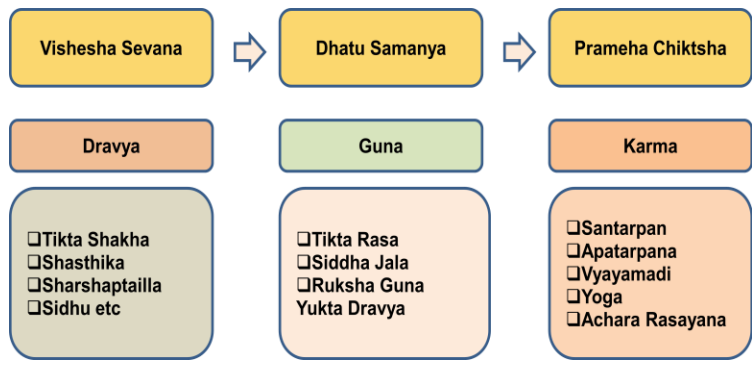 Vishesha Sevana
Dhatu Samanya
Prameha Chiktsha
Dravya
Guna
Karma
❑Tikta Shakha
❑Shasthika
❑Sharshaptailla
❑Sidhu etc
❑Tikta Rasa
❑Siddha Jala
❑Ruksha Guna
Yukta Dravya
❑Santarpan
❑Apatarpana
❑Vyayamadi
❑Yoga
❑Achara Rasayana